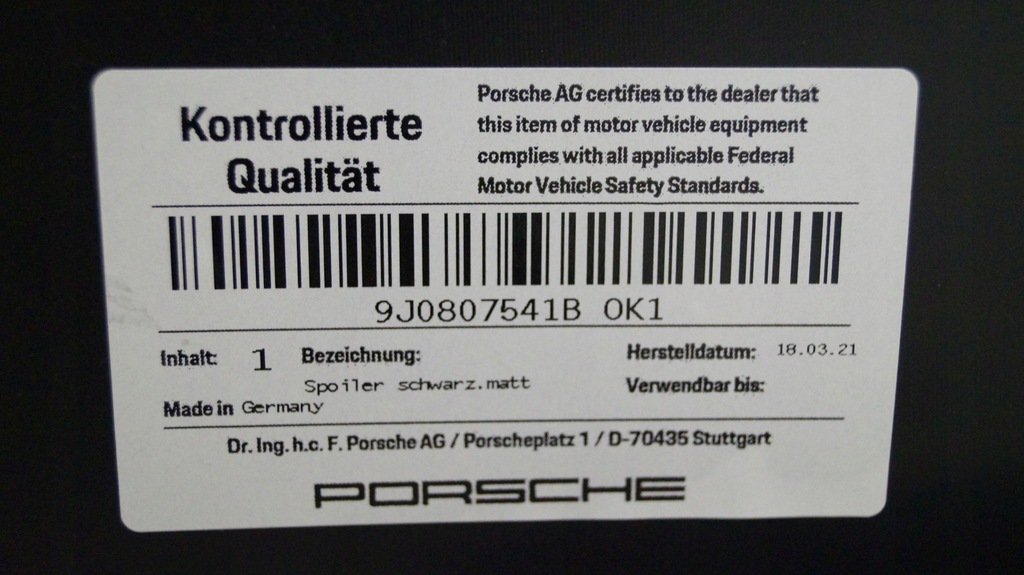 Kontrollierte
Qualität
Porsche AG certifies to the dealer that
this item of motor vehicle equipment
complies with all applicable Federal
Motor Vehicle Safety Standards.
9J0807541B OK1
Inhalt: 1 Bezeichnung:
Spoiler schwarz.matt
Made in Germany
Herstelldatum: 18.03.21
Verwendbar bis:
Dr. Ing. h.c. F. Porsche AG / Porscheplatz 1 / D-70435 Stuttgart
PORSCHE